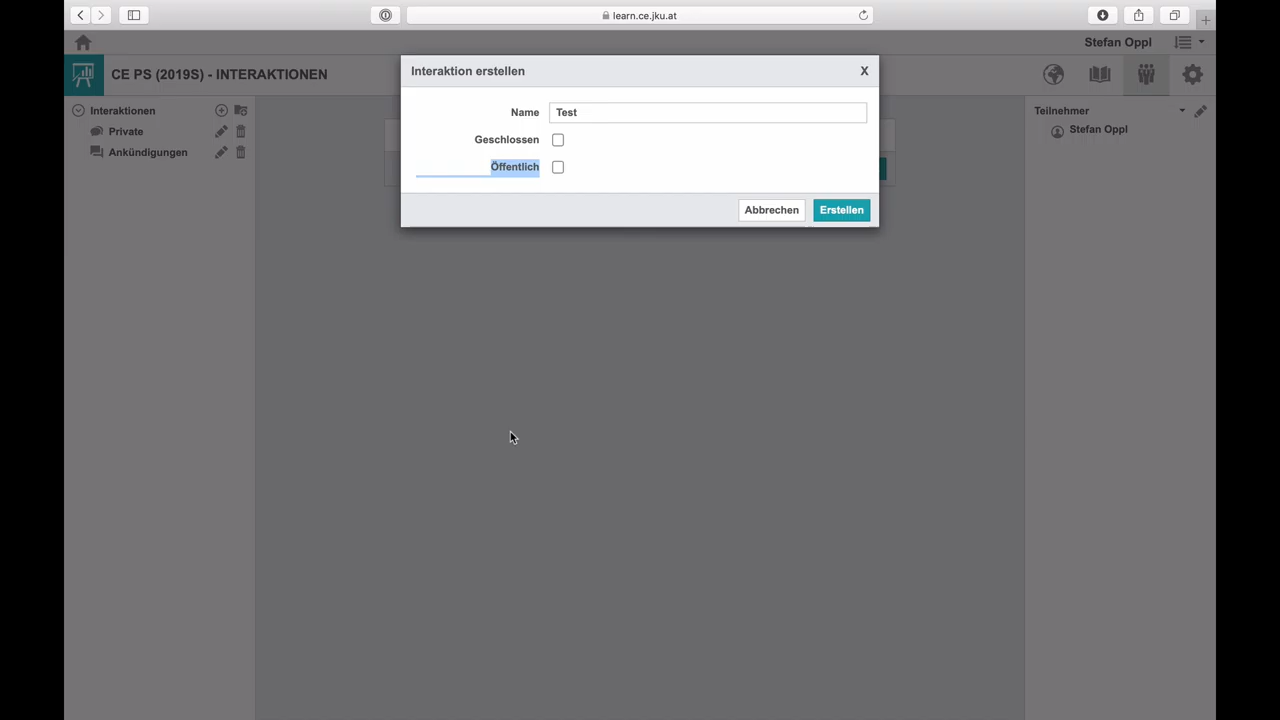 learn.ce.jku.at
Stefan Oppl
CE PS (2019S) - INTERAKTIONEN
Interaktion erstellen
X
Name
Test
Geschlossen
Öffentlich
Abbrechen
Erstellen
Interaktionen
Private
Ankündigungen
Teilnehmer
Stefan Oppl